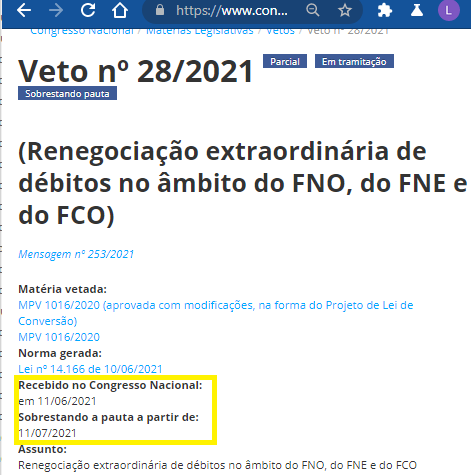 https://www.con...
L
Congresso Nacional / Matérias Legislativas / Vetos / Veto nº 28/2021
Veto nº 28/2021 Parcial Em tramitação
Sobrestando pauta
(Renegociação extraordinária de
débitos no âmbito do FNO, do FNE e
do FCO)
Mensagem nº 253/2021
Matéria vetada:
MPV 1016/2020 (aprovada com modificações, na forma do Projeto de Lei de
Conversão)
MPV 1016/2020
Norma gerada:
Lei nº 14.166 de 10/06/2021
Recebido no Congresso Nacional:
em 11/06/2021
Sobrestando a pauta a partir de:
11/07/2021
Assunto:
Renegociação extraordinária de débitos no âmbito do FNO, do FNE e do FCO